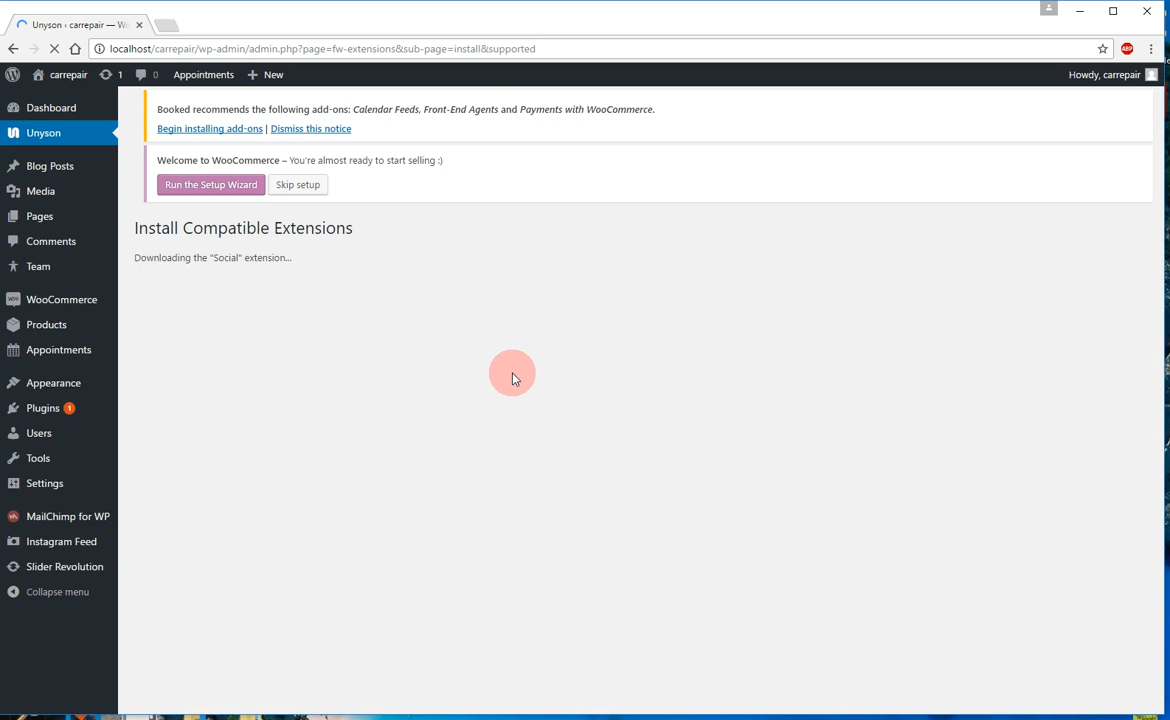 Unyson ‹ carrepair — W
localhost/carrepair/wp-admin/admin.php?page=fw-extensions&sub-page=install&supported
ABP
carrepair 1 0 Appointments + New Howdy, carrepair
Dashboard
Unyson
Blog Posts
Media
Pages
Comments
Team
WooCommerce
Products
Appointments
Appearance
Plugins 1
Users
Tools
Settings
MailChimp for WP
Instagram Feed
Slider Revolution
Collapse menu
Booked recommends the following add-ons: Calendar Feeds, Front-End Agents and Payments with WooCommerce.
Begin installing add-ons | Dismiss this notice
Welcome to WooCommerce – You're almost ready to start selling :)
Run the Setup Wizard Skip setup
Install Compatible Extensions
Downloading the "Social" extension...